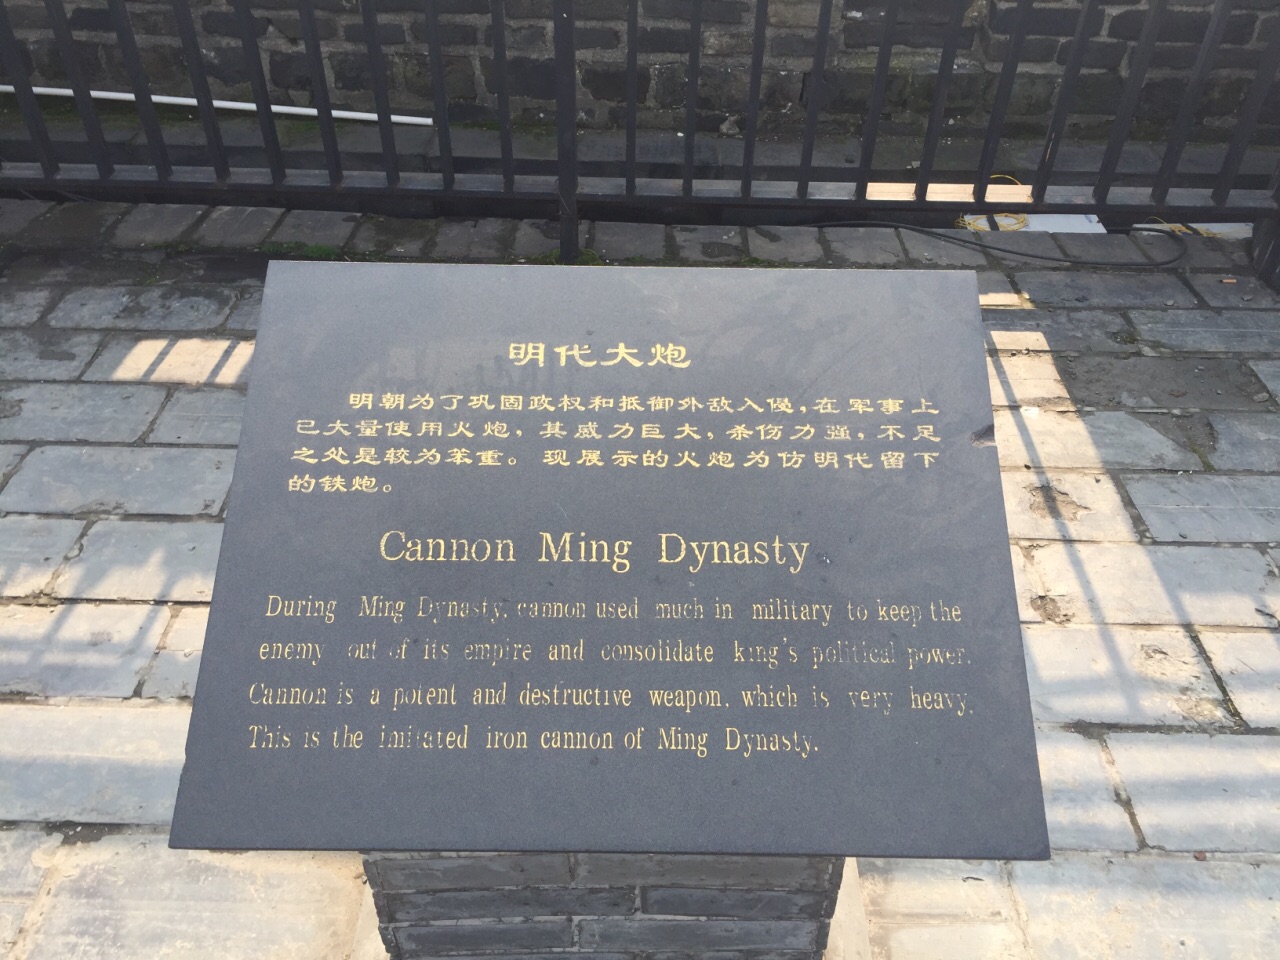 明代大炮
明朝为了巩固政权和抵御外敌入侵，在军事上
已大量使用火炮，其威力巨大，杀伤力强，不足
之处是较为笨重。现展示的火炮为仿明代留下
的铁炮。
Cannon Ming Dynasty
During Ming Dynasty, cannon used much in military to keep the
enemy out of its empire and consolidate king's political power.
Cannon is a potent and destructive weapon, which is very heavy.
This is the imitated iron cannon of Ming Dynasty.